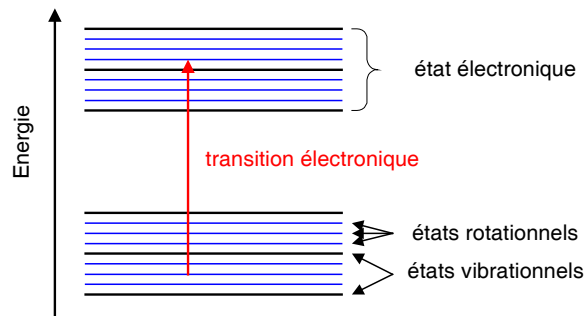 Energie
état électronique
transition électronique
états rotationnels
états vibrationnels